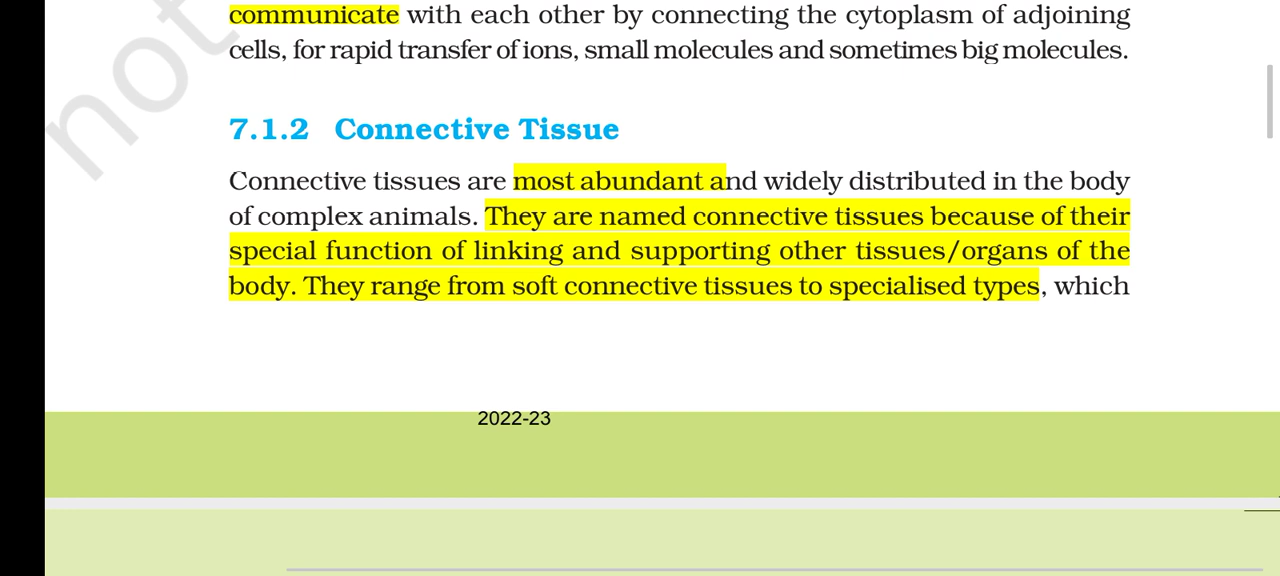 communicate with each other by connecting the cytoplasm of adjoining
cells, for rapid transfer of ions, small molecules and sometimes big molecules.
not
7.1.2 Connective Tissue
Connective tissues are most abundant and widely distributed in the body
of complex animals. They are named connective tissues because of their
special function of linking and supporting other tissues/organs of the
body. They range from soft connective tissues to specialised types, which
2022-23